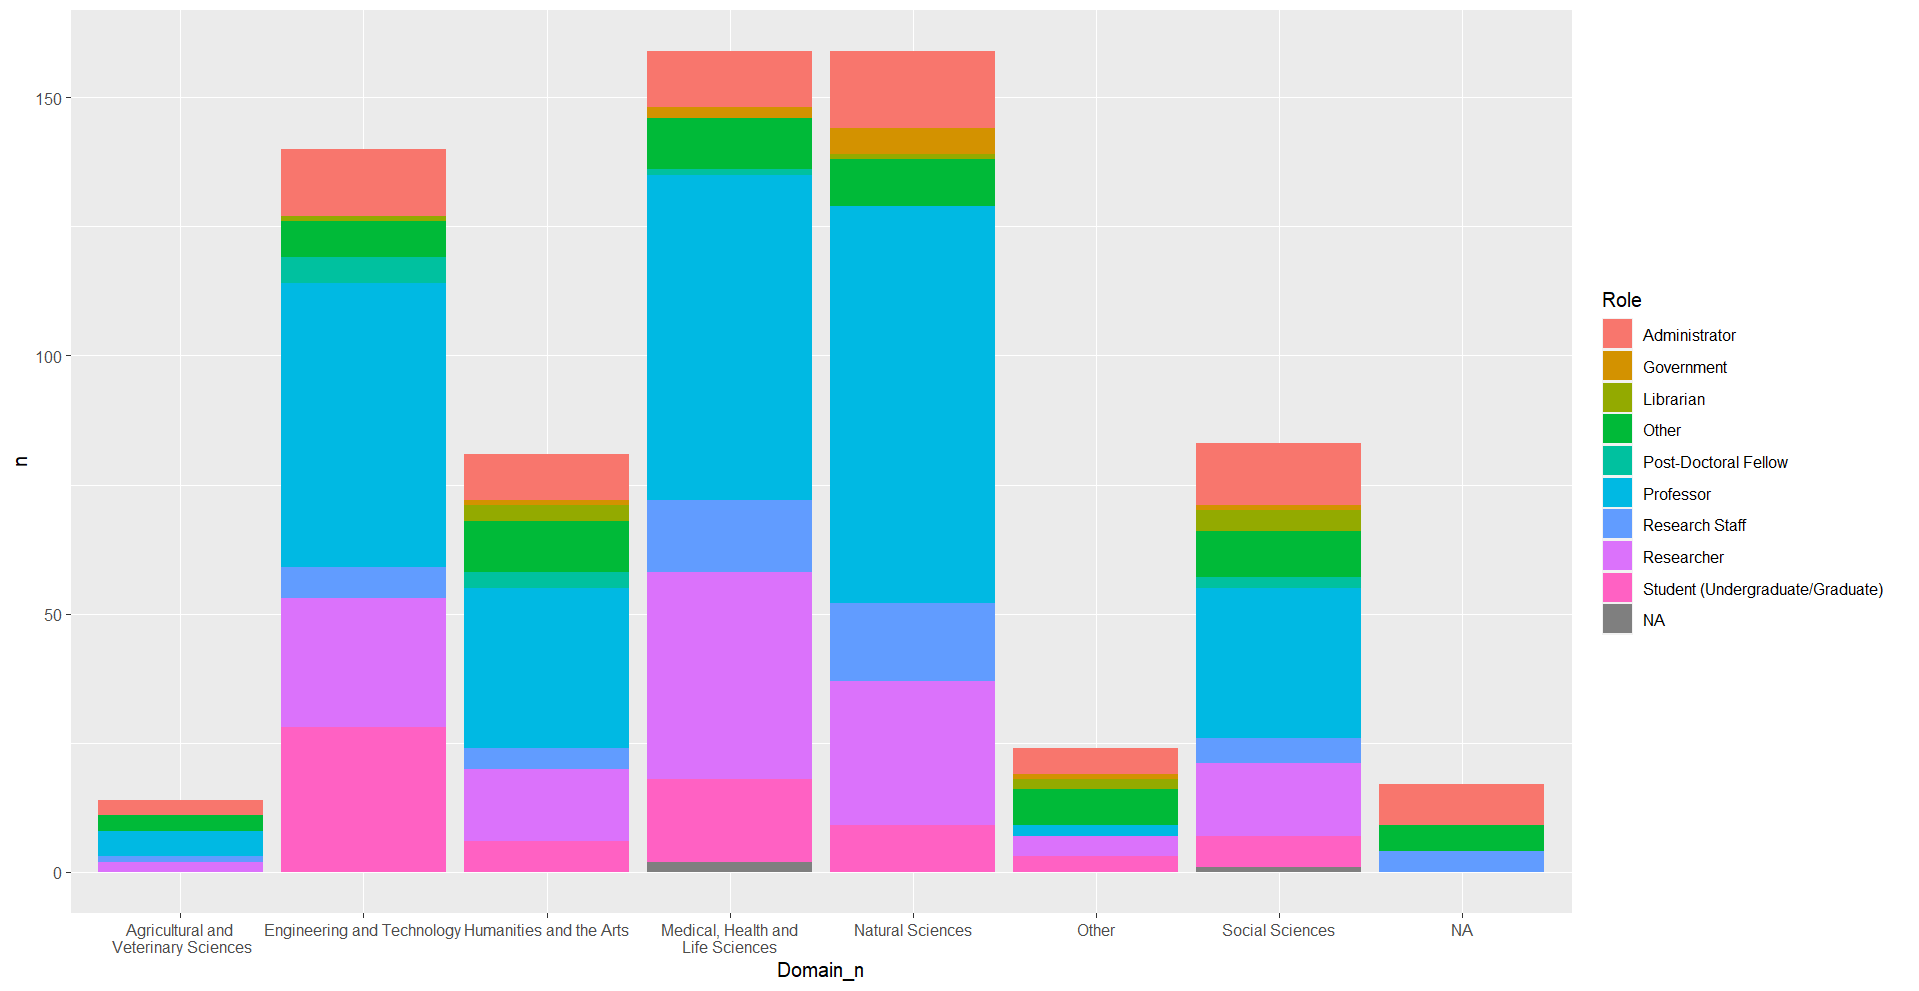 n
150
100
50
0
Agricultural and
Veterinary Sciences
Engineering and Technology
Humanities and the Arts
Medical, Health and
Life Sciences
Natural Sciences
Other
Social Sciences
NA
Domain_n
Role
Administrator
Government
Librarian
Other
Post-Doctoral Fellow
Professor
Research Staff
Researcher
Student (Undergraduate/Graduate)
NA